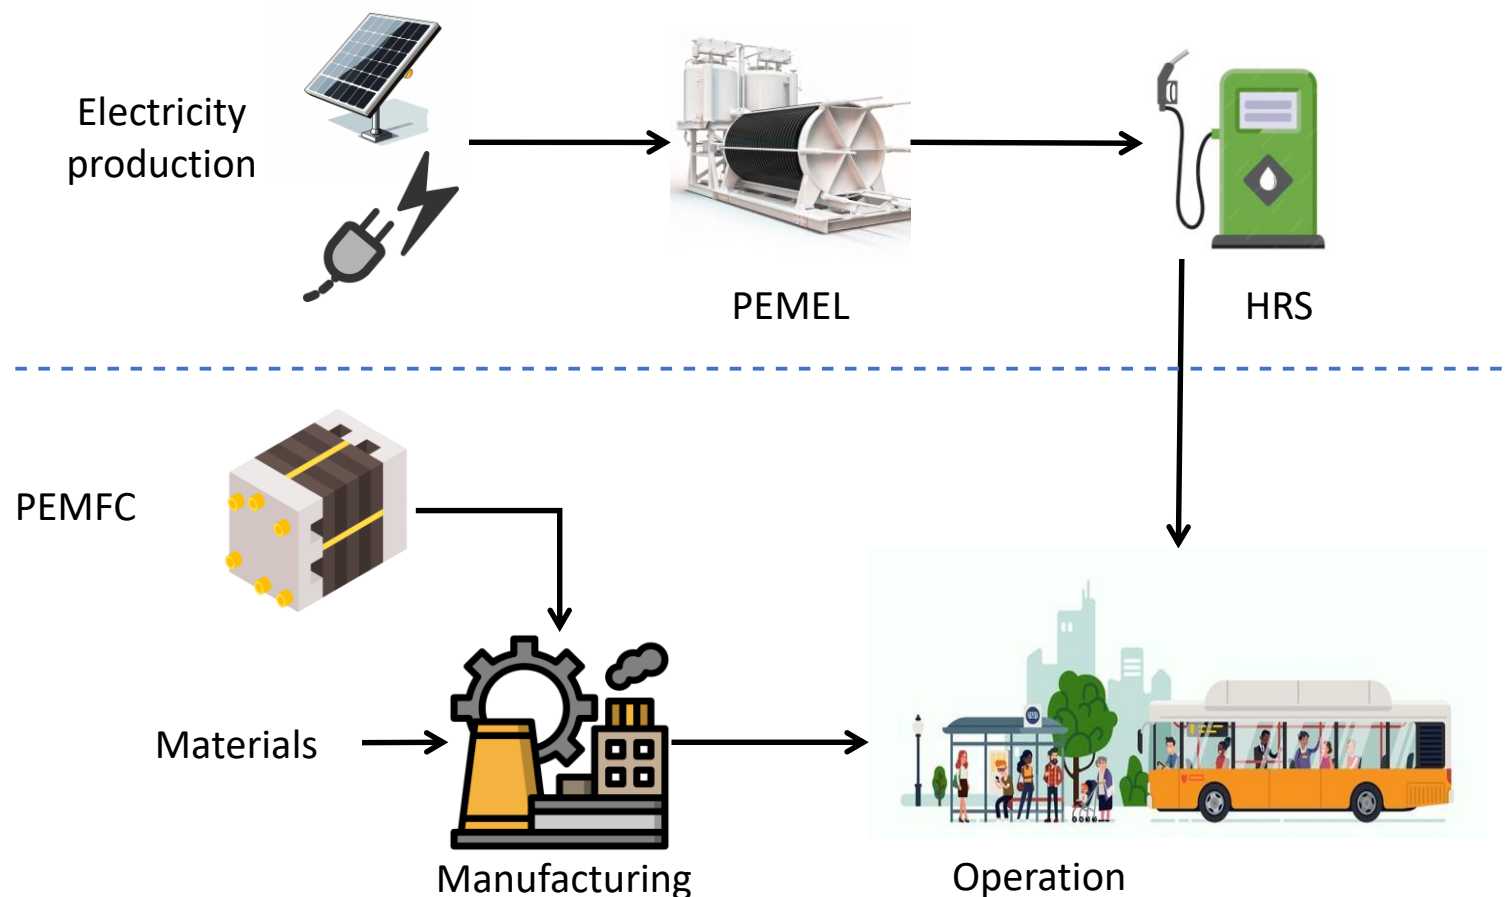 Electricity
production
PEMEL
HRS
PEMFC
Materials
Manufacturing
Operation